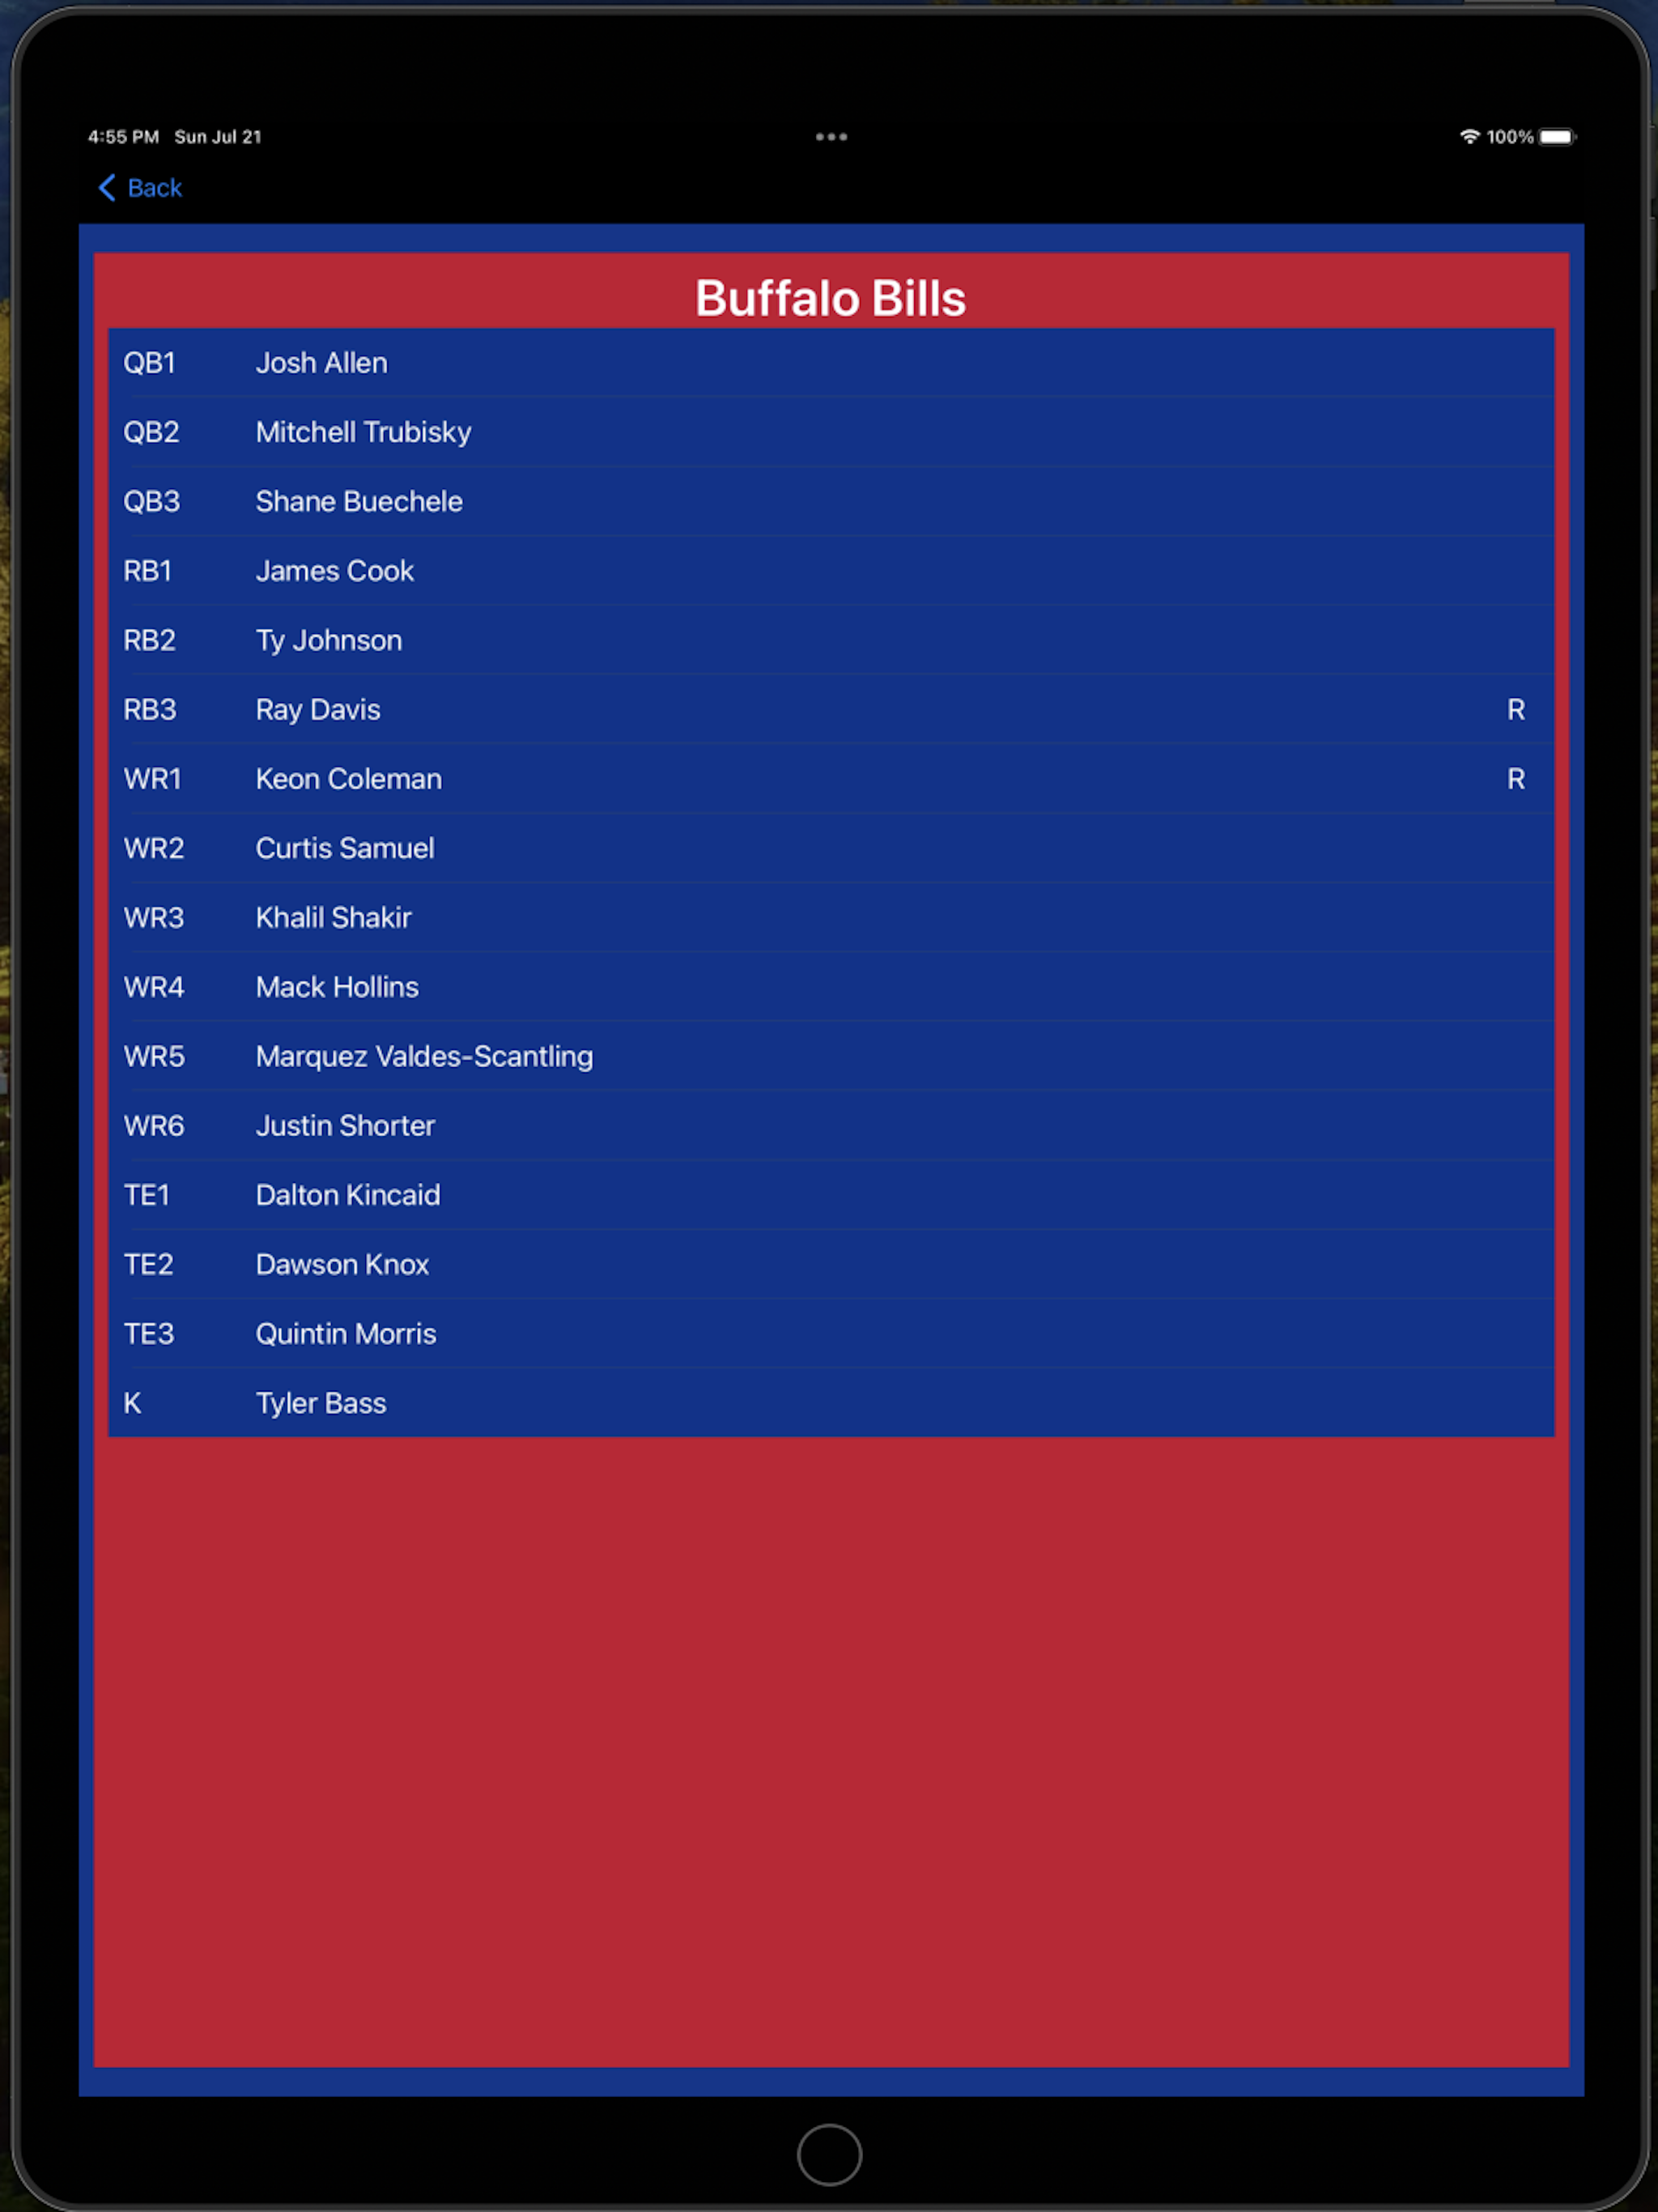 4:55 PM Sun Jul 21
100%
Back
Buffalo Bills
QB1 Josh Allen
QB2 Mitchell Trubisky
QB3 Shane Buechele
RB1 James Cook
RB2 Ty Johnson
RB3 Ray Davis R
WR1 Keon Coleman R
WR2 Curtis Samuel
WR3 Khalil Shakir
WR4 Mack Hollins
WR5 Marquez Valdes-Scantling
WR6 Justin Shorter
TE1 Dalton Kincaid
TE2 Dawson Knox
TE3 Quintin Morris
K Tyler Bass